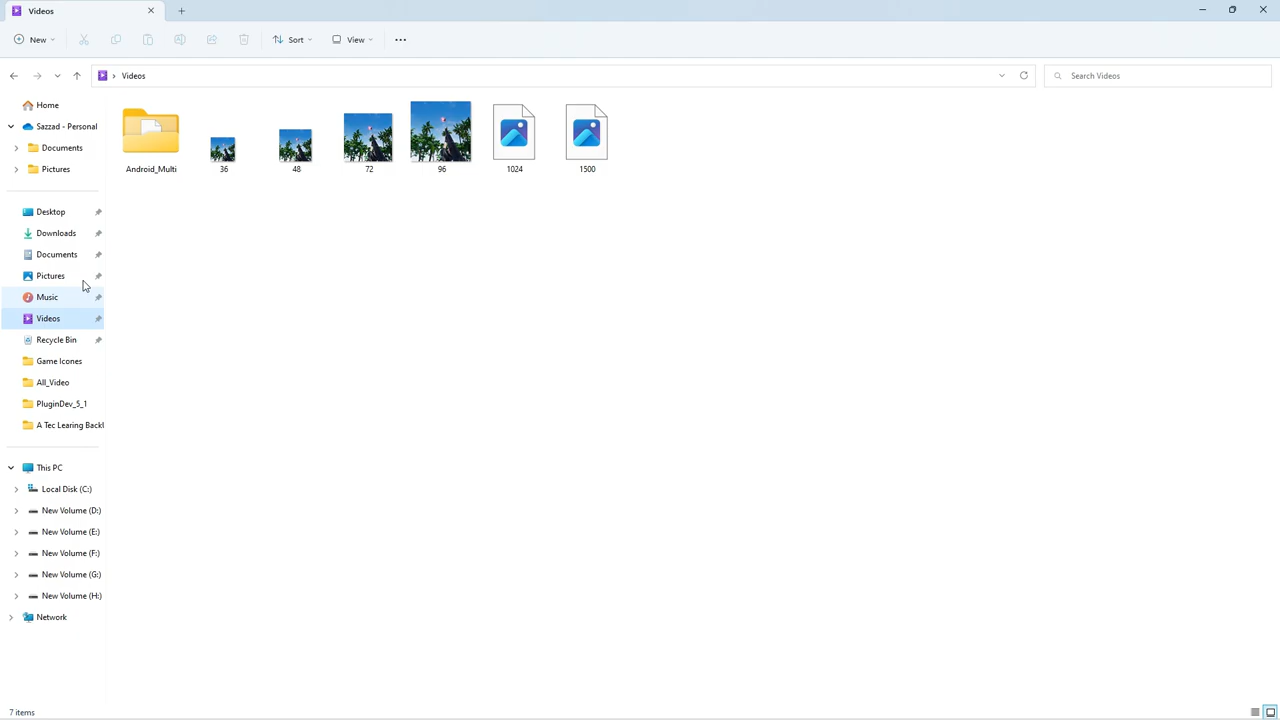 Videos
New
Sort
View
Videos
Search Videos
Home
Sazzad - Personal
Documents
Pictures
Desktop
Downloads
Documents
Pictures
Music
Videos
Recycle Bin
Game Icones
All_Video
PluginDev_5_1
A Tec Learing Back
This PC
Local Disk (C:)
New Volume (D:)
New Volume (E:)
New Volume (F:)
New Volume (G:)
New Volume (H:)
Network
Android_Multi
36
48
72
96
1024
1500
7 items